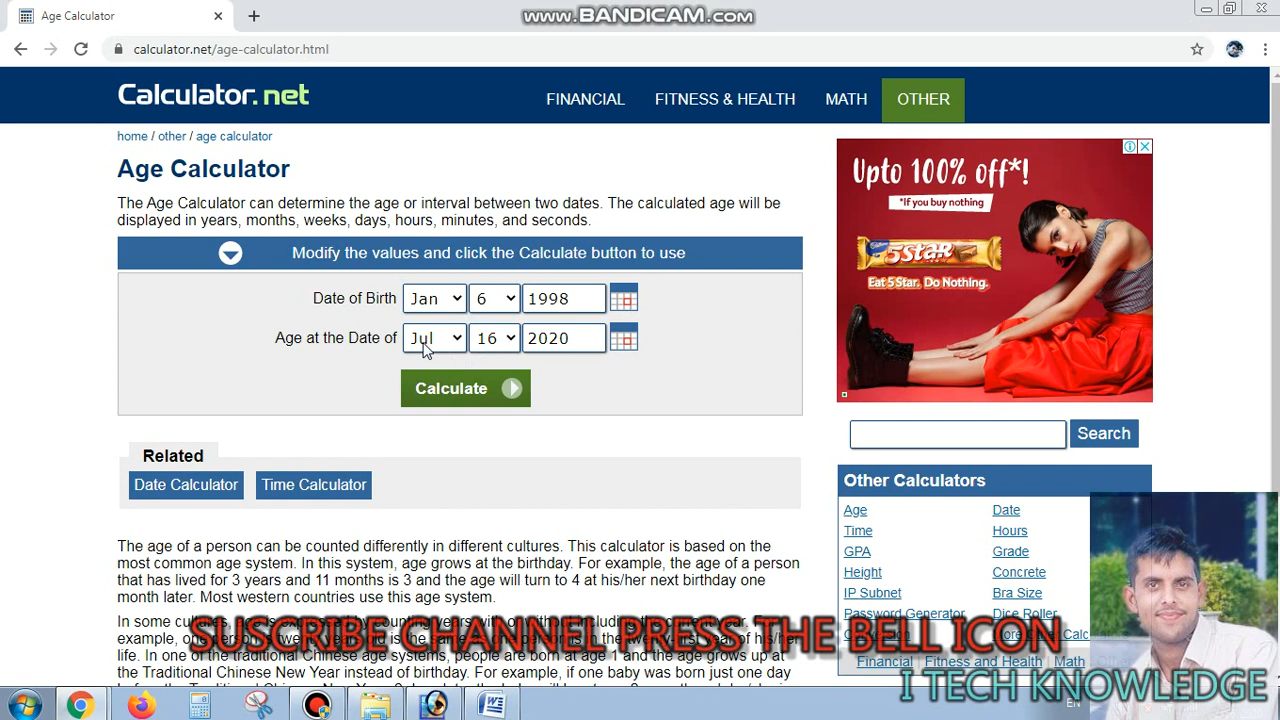 Age Calculator
WWW.BANDICAM.COM
calculator.net/age-calculator.html
Calculator.net
FINANCIAL FITNESS & HEALTH MATH OTHER
home / other / age calculator
Age Calculator
The Age Calculator can determine the age or interval between two dates. The calculated age will be
displayed in years, months, weeks, days, hours, minutes, and seconds.
Modify the values and click the Calculate button to use
Date of Birth Jan 6 1998
Age at the Date of Jul 16 2020
Calculate
Related
Date Calculator Time Calculator
The age of a person can be counted differently in different cultures. This calculator is based on the
most common age system. In this system, age grows at the birthday. For example, the age of a person
that has lived for 3 years and 11 months is 3 and the age will turn to 4 at his/her next birthday one
month later. Most western countries use this age system.
In some
example,
life. In one of the traditional Chinese age systems, people are born at age 1 and the age grows up at
the Traditional Chinese New Year instead of birthday. For example, if one baby was born just one day
Upto 100% off*!
*if you buy nothing
Cadbury
5STAR
Eat 5 Star. Do Nothing.
Search
Other Calculators
Age Date
Time Hours
GPA Grade
Height Concrete
IP Subnet Bra Size
Password Generator Dice Roller
Financial Fitness and Health Math
SUBSCRIBE CHANNEL PRESS THE BELL ICON
I TECH KNOWLEDGE
EN